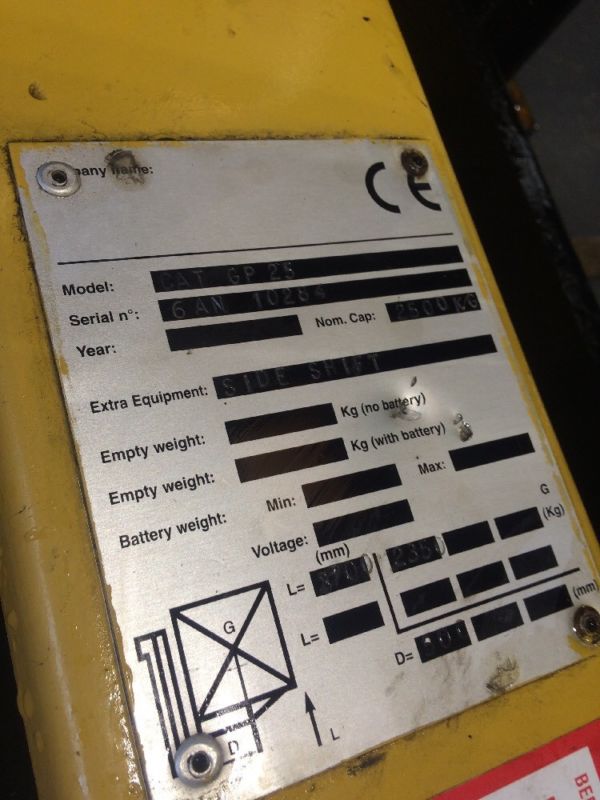 pany name:
CE
Model: CAT GP 25
Serial n°: 6AN 10284
Year: Nom. Cap: 2500KG
Extra Equipment: SIDE SHIFT
Empty weight: Kg (no battery)
Empty weight: Kg (with battery)
Battery weight: Min: Max:
Voltage:
(mm) G (Kg)
L= 3700 2350
L=
D= (mm)
G
D
L